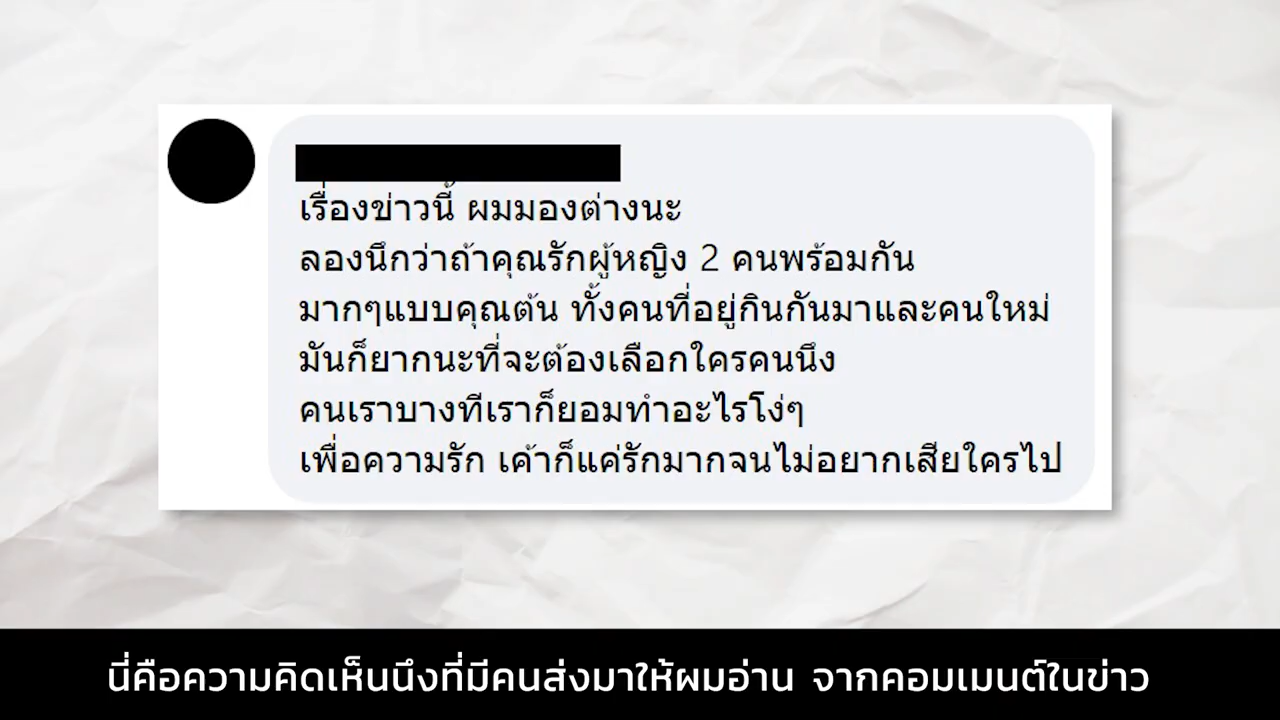 เรื่องข่าวนี้ ผมมองต่างนะ
ลองนึกว่าถ้าคุณรักผู้หญิง 2 คนพร้อมกัน
มากๆแบบคุณต้น ทั้งคนที่อยู่กินกันมาและคนใหม่
มันก็ยากนะที่จะต้องเลือกใครคนนึง
คนเราบางทีเราก็ยอมทำอะไรโง่ๆ
เพื่อความรัก เค้าก็แค่รักมากจนไม่อยากเสียใครไป
นี่คือความคิดเห็นนึงที่มีคนส่งมาให้ผมอ่าน จากคอมเมนต์ในข่าว